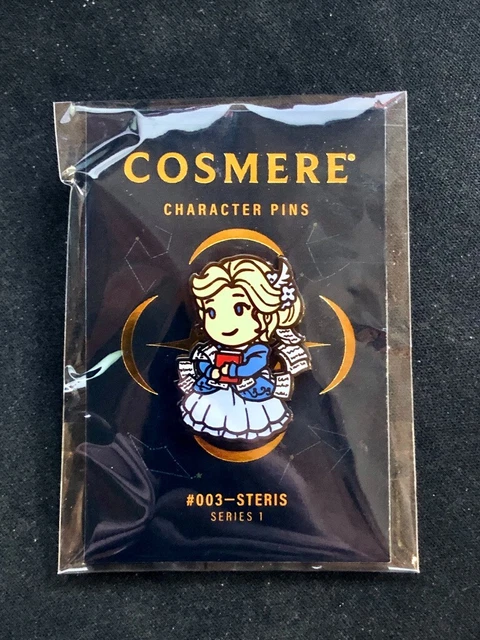 COSMERE®
CHARACTER PINS
#003—STERIS
SERIES 1